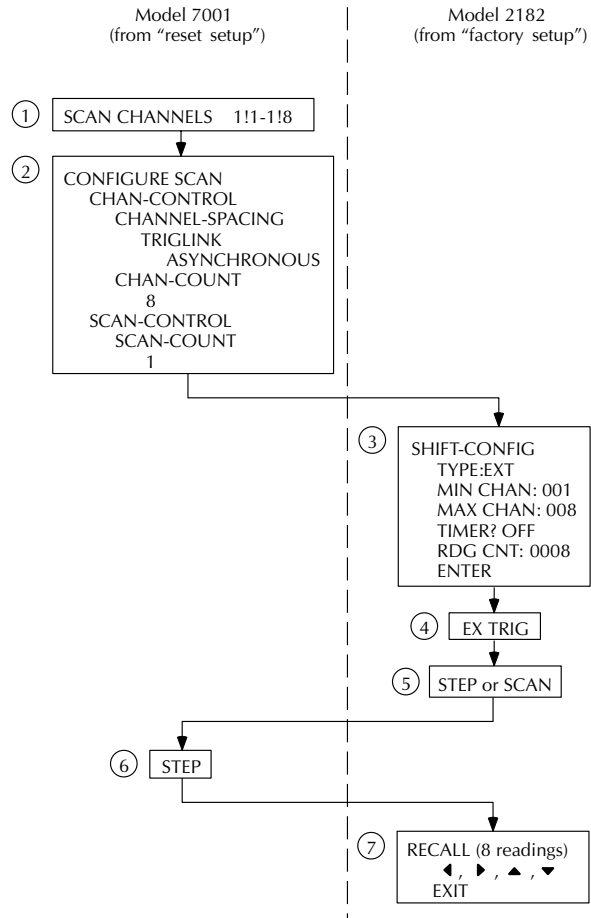 Model 7001
(from “reset setup”)
Model 2182
(from “factory setup”)
1
SCAN CHANNELS 1!1-1!8
2
CONFIGURE SCAN
CHAN-CONTROL
CHANNEL-SPACING
TRIGLINK
ASYNCHRONOUS
CHAN-COUNT
8
SCAN-CONTROL
SCAN-COUNT
1
3
SHIFT-CONFIG
TYPE:EXT
MIN CHAN: 001
MAX CHAN: 008
TIMER? OFF
RDG CNT: 0008
ENTER
4
EX TRIG
5
STEP or SCAN
6
STEP
7
RECALL (8 readings)
◀ , ▶ , ▲ , ▼
EXIT